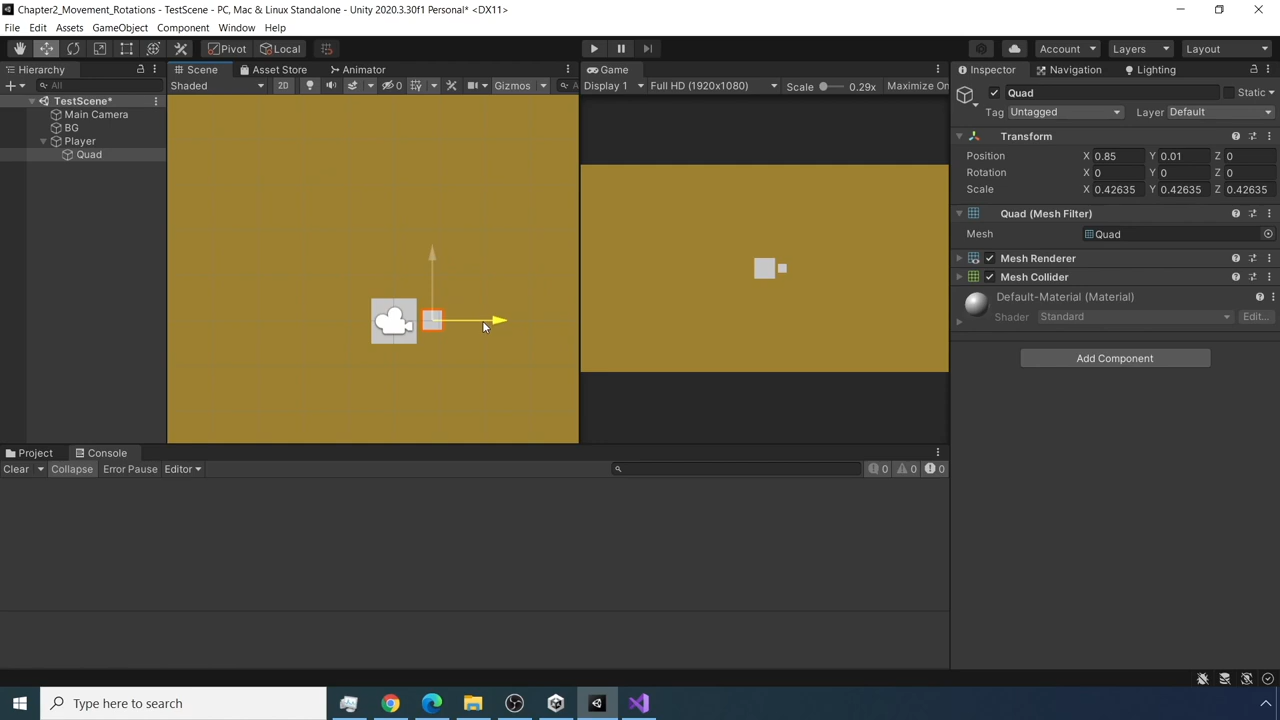 Chapter2_Movement_Rotations - TestScene - PC, Mac & Linux Standalone - Unity 2020.3.30f1 Personal* <DX11>
File Edit Assets GameObject Component Window Help
Pivot Local Account Layers Layout
Hierarchy
All
TestScene*
Main Camera
BG
Player
Quad
Scene Asset Store Animator
Shaded 2D 0 Gizmos A
Game
Display 1 Full HD (1920x1080) Scale 0.29x Maximize On
Inspector Navigation Lighting
Quad Static
Tag Untagged Layer Default
Transform
Position X 0.85 Y 0.01 Z 0
Rotation X 0 Y 0 Z 0
Scale X 0.42635 Y 0.42635 Z 0.42635
Quad (Mesh Filter)
Mesh Quad
Mesh Renderer
Mesh Collider
Default-Material (Material)
Shader Standard Edit...
Add Component
Project Console
Clear Collapse Error Pause Editor 0 0 0
Type here to search